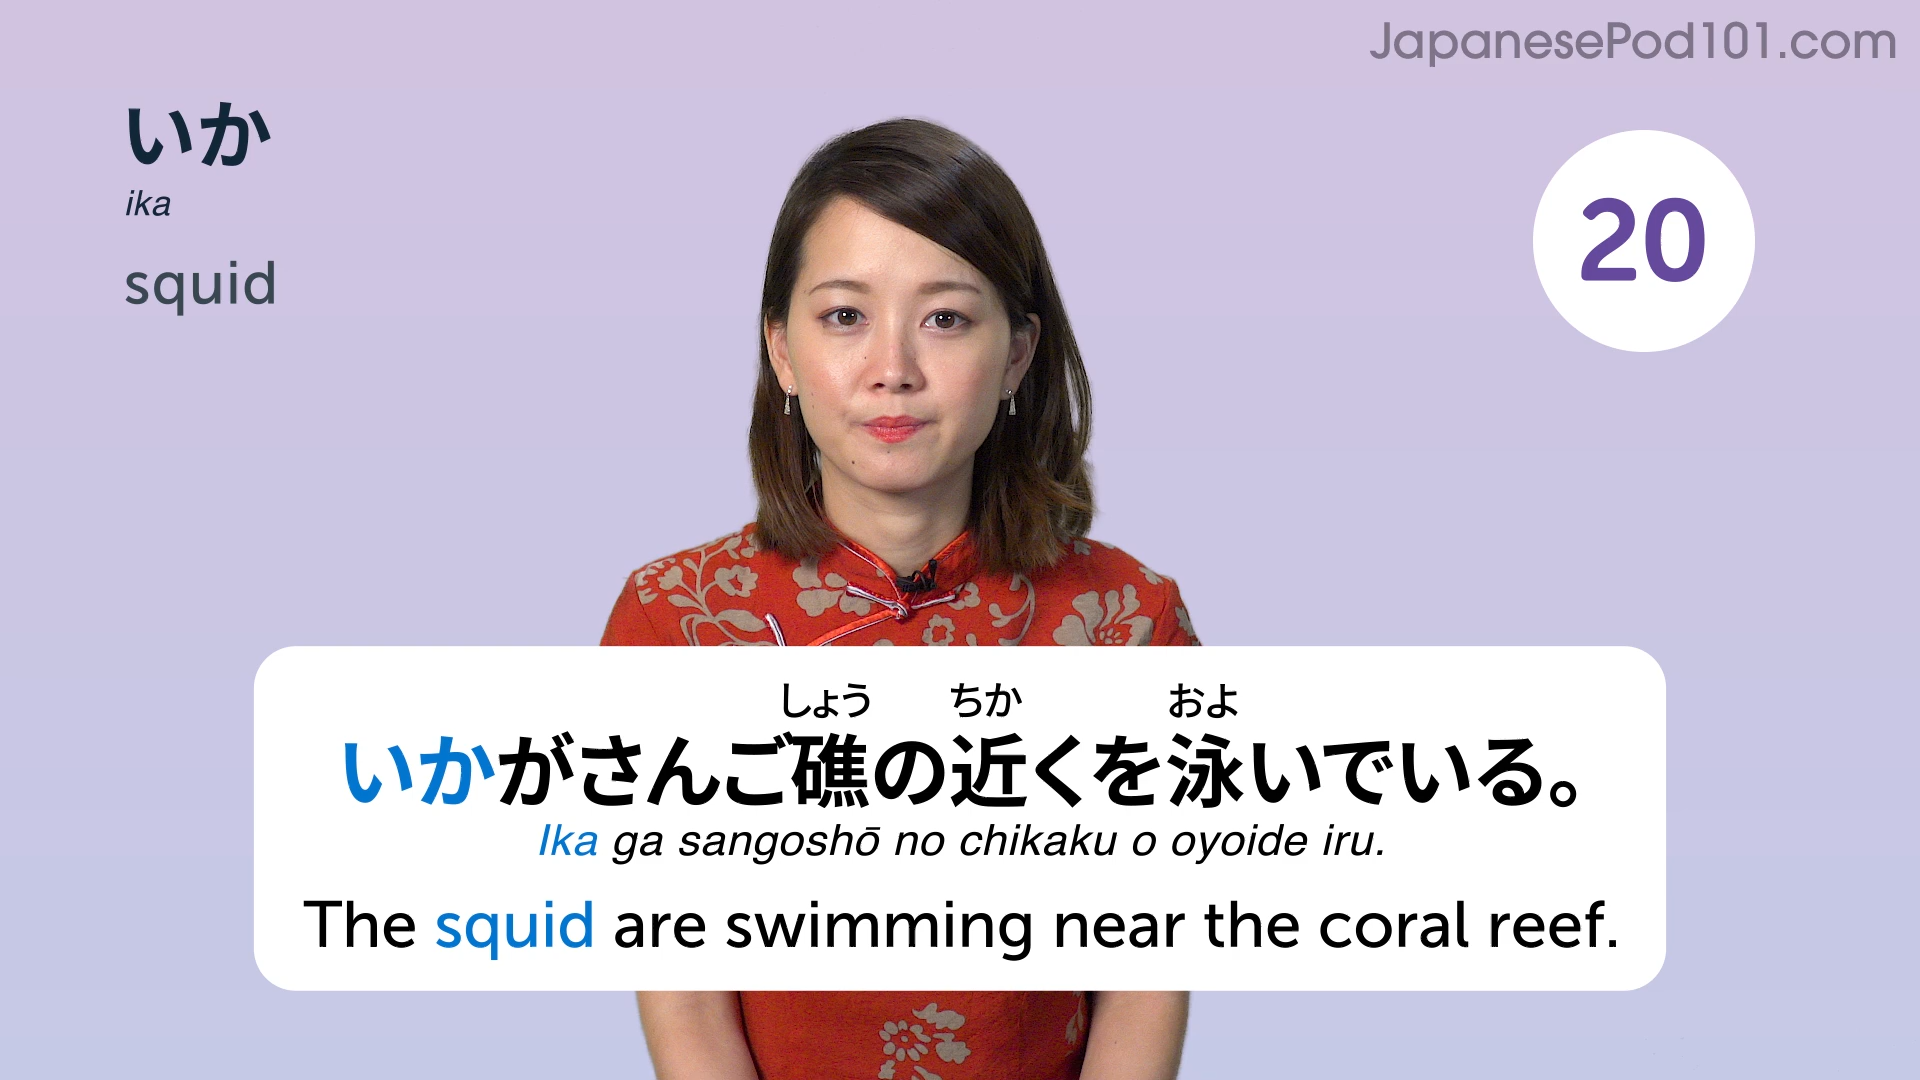 JapanesePod101.com
いか
ika
squid
20
しょう ちか およ
いかがさんご礁の近くを泳いでいる。
Ika ga sangoshō no chikaku o oyoide iru.
The squid are swimming near the coral reef.